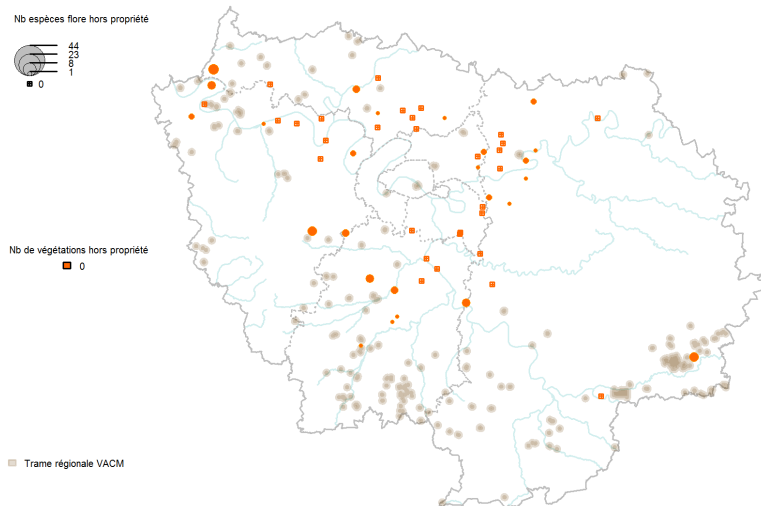 Nb espèces flore hors propriété
44
23
8
1
0
Nb de végétations hors propriété
0
Trame régionale VACM